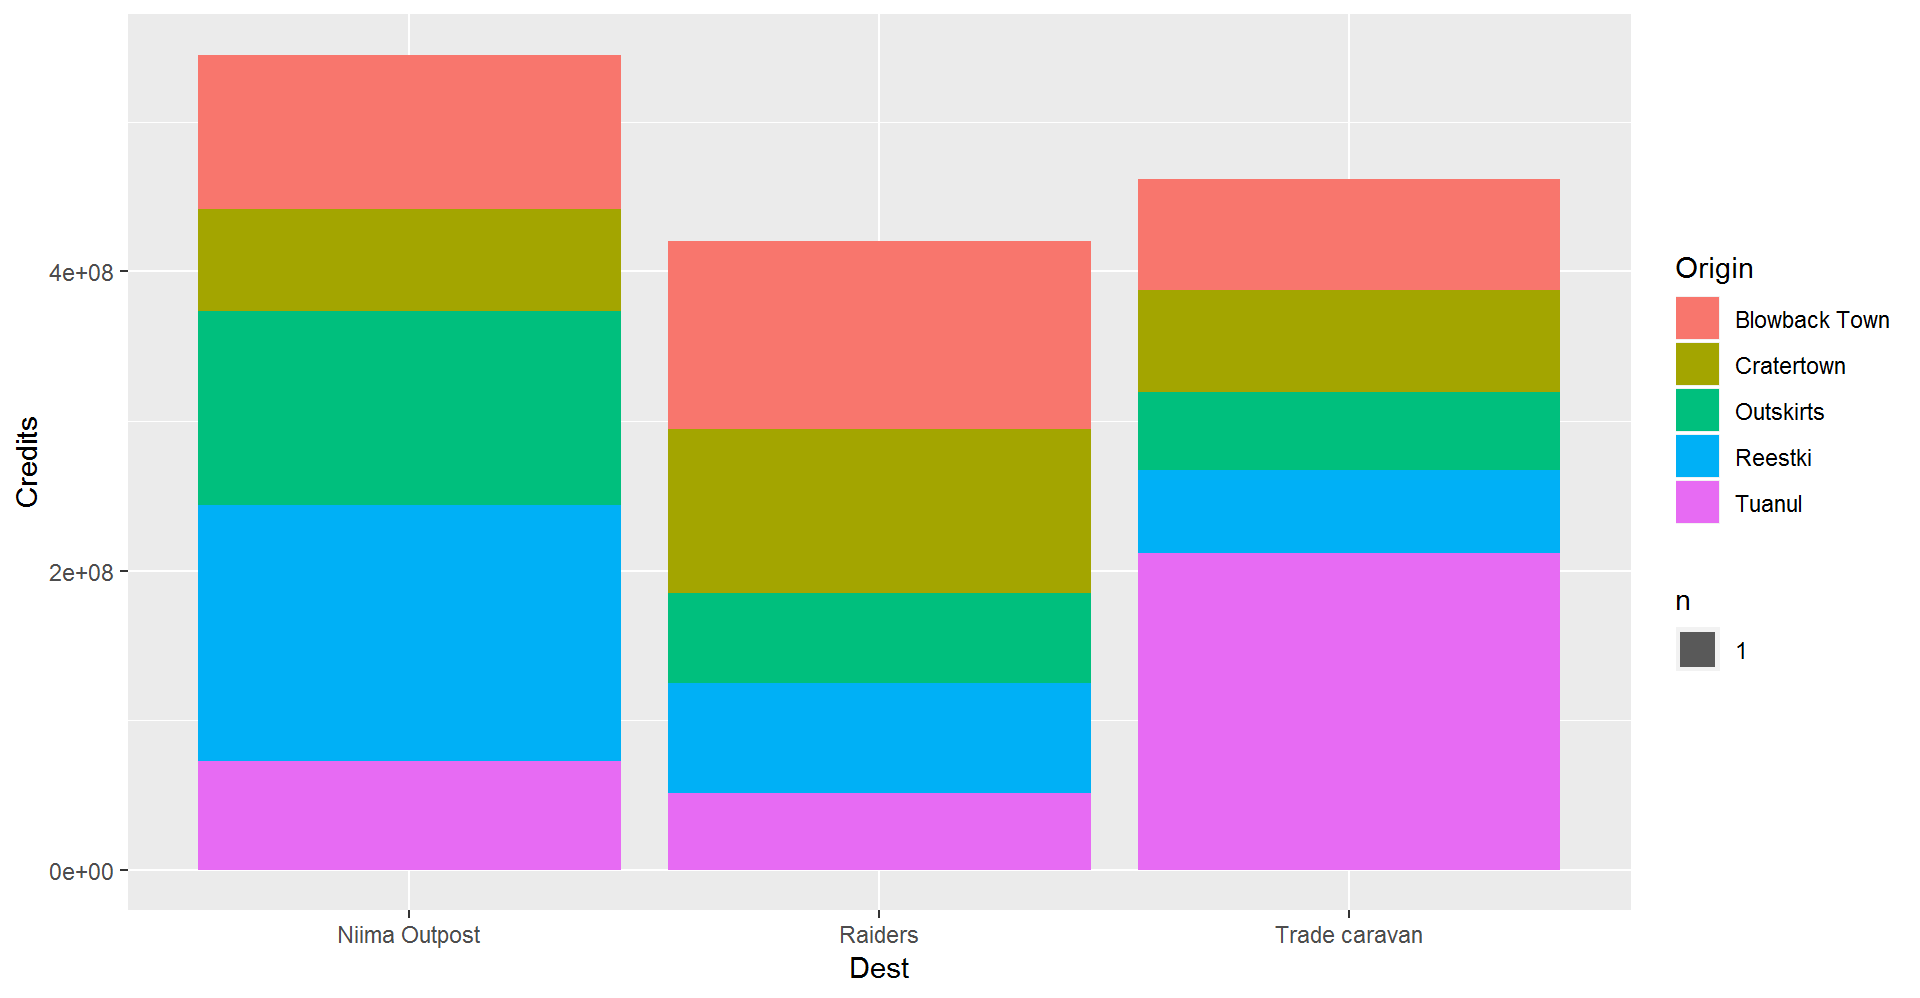 Credits
4e+08
2e+08
0e+00
Niima Outpost
Raiders
Trade caravan
Dest
Origin
Blowback Town
Cratertown
Outskirts
Reestki
Tuanul
n
1